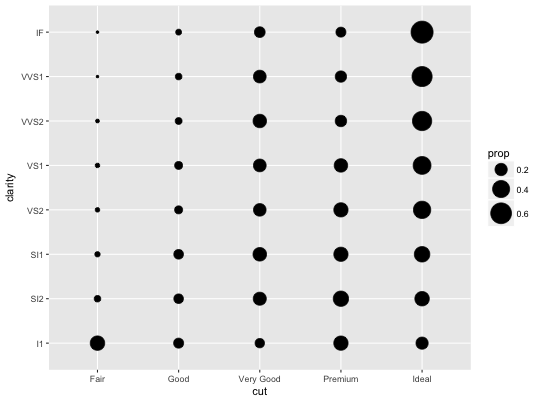 IF
VVS1
VVS2
VS1
VS2
SI1
SI2
I1
clarity
Fair Good Very Good Premium Ideal
cut
prop
0.2
0.4
0.6